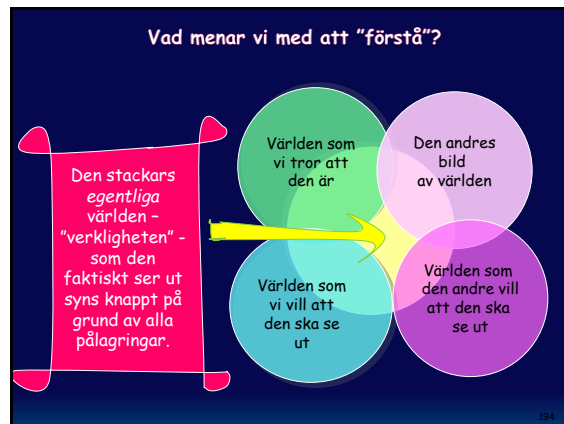 Vad menar vi med att ”förstå”?
Den stackars
egentliga
världen –
”verkligheten” -
som den
faktiskt ser ut
syns knappt på
grund av alla
pålagringar.
Världen som
vi tror att
den är
Den andres
bild
av världen
Världen som
vi vill att
den ska se
ut
Världen som
den andre vill
att den ska
se ut
194